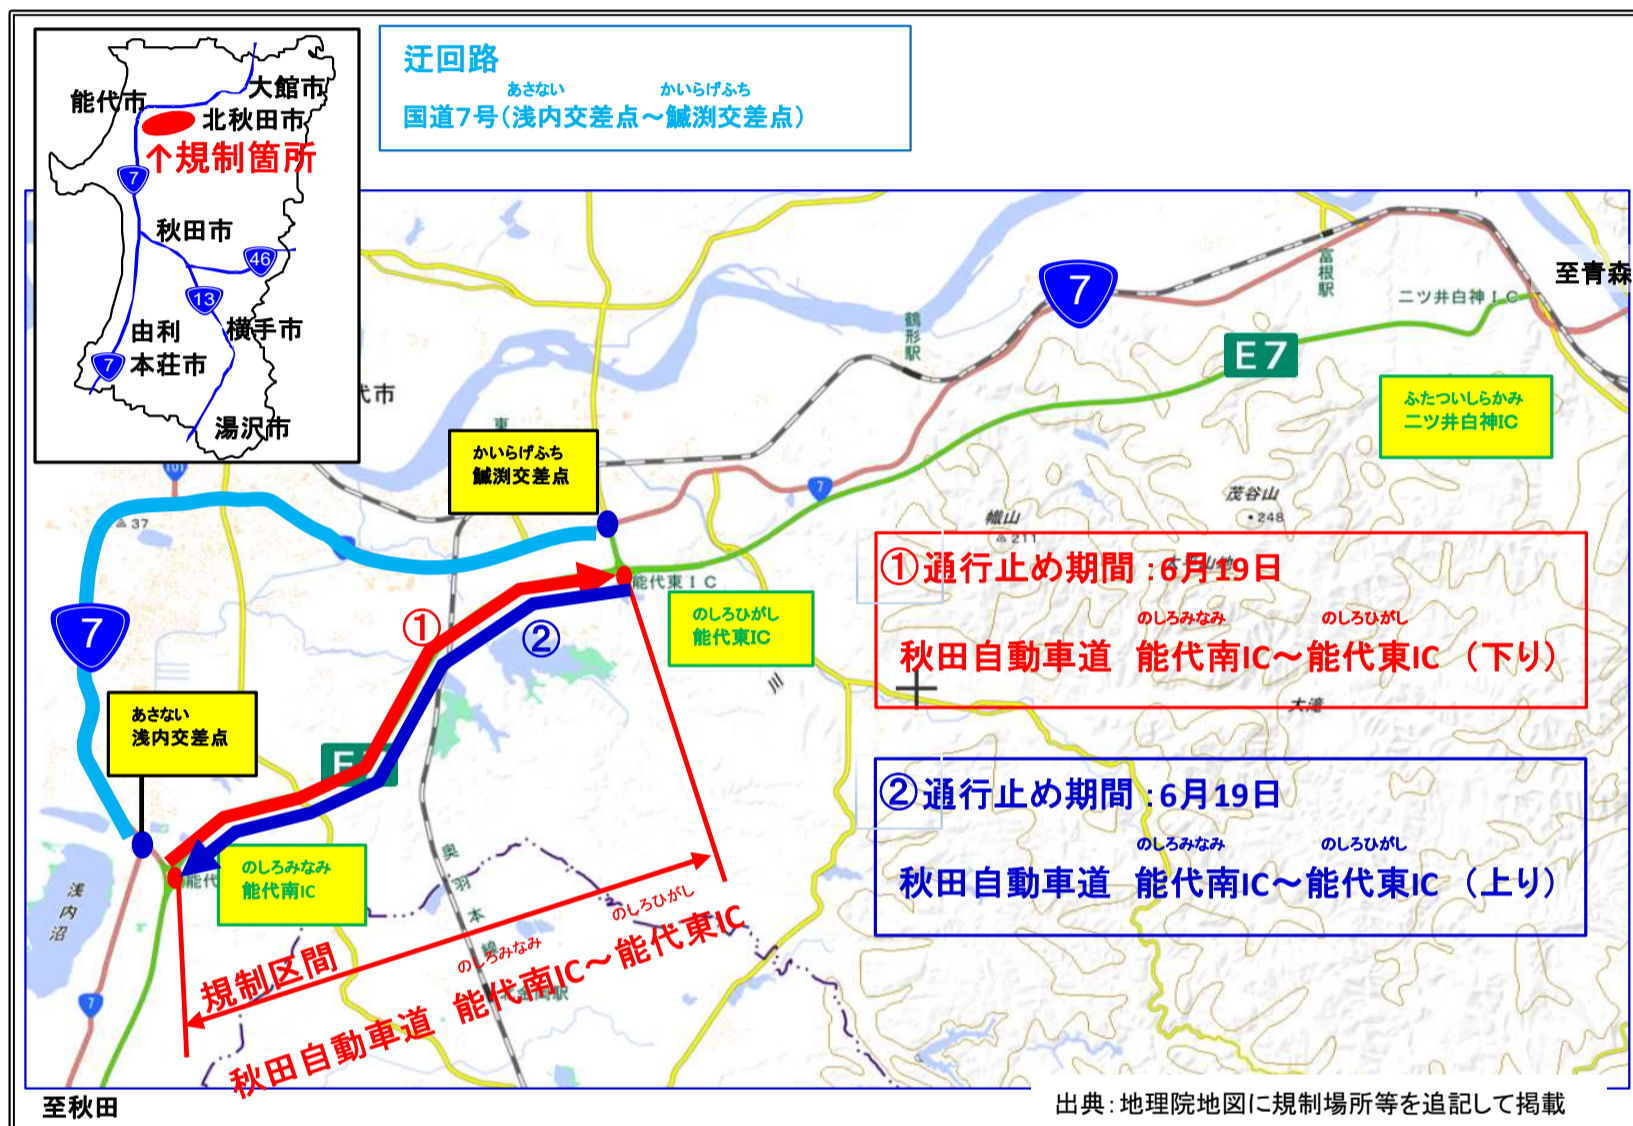 能代市
大館市
北秋田市
↑規制箇所
7
秋田市
46
13
由利
本荘市
横手市
7
湯沢市
迂回路
あさない かいらげふち
国道7号(浅内交差点～鰄渕交差点)
7
至青森
富根駅
二ツ井白神IC
鶴形駅
E7
ふたついしらかみ
二ツ井白神IC
代市
東
かいらげふち
鰄渕交差点
101
7
37
茂谷山
248
幟山
211
①通行止め期間:6月19日
のしろみなみ のしろひがし
秋田自動車道 能代南IC～能代東IC (下り)
能代東IC
のしろひがし
能代東IC
①
②
7
川
大滝
あさない
浅内交差点
E7
②通行止め期間:6月19日
のしろみなみ のしろひがし
秋田自動車道 能代南IC～能代東IC (上り)
能代
のしろみなみ
能代南IC
浅内沼
奥羽本線
7
規制区間
のしろみなみ のしろひがし
秋田自動車道 能代南IC～能代東IC
至秋田
出典:地理院地図に規制場所等を追記して掲載